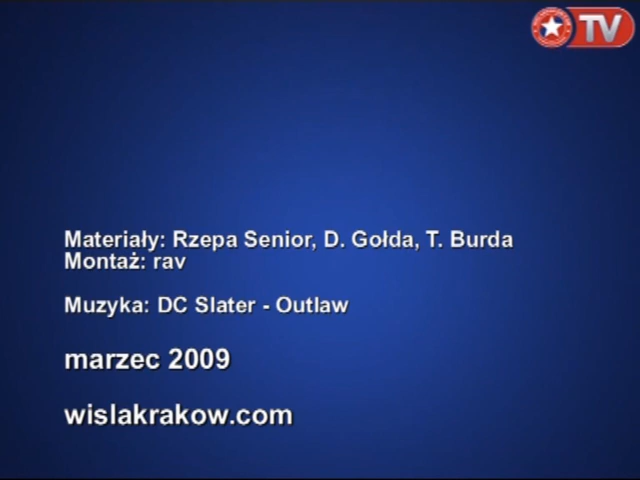 TV
Materiały: Rzepa Senior, D. Gołda, T. Burda
Montaż: rav
Muzyka: DC Slater - Outlaw
marzec 2009
wislakrakow.com